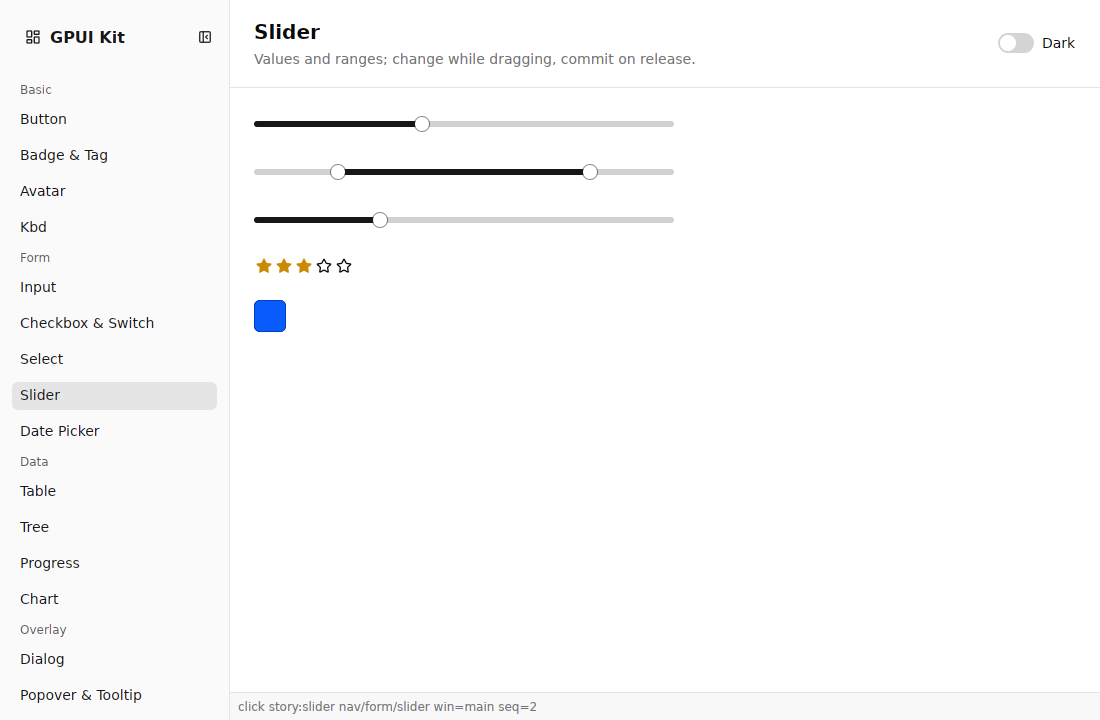 GPUI Kit
Basic
Button
Badge & Tag
Avatar
Kbd
Form
Input
Checkbox & Switch
Select
Slider
Date Picker
Data
Table
Tree
Progress
Chart
Overlay
Dialog
Popover & Tooltip
Slider
Values and ranges; change while dragging, commit on release.
Dark
click story:slider nav/form/slider win=main seq=2